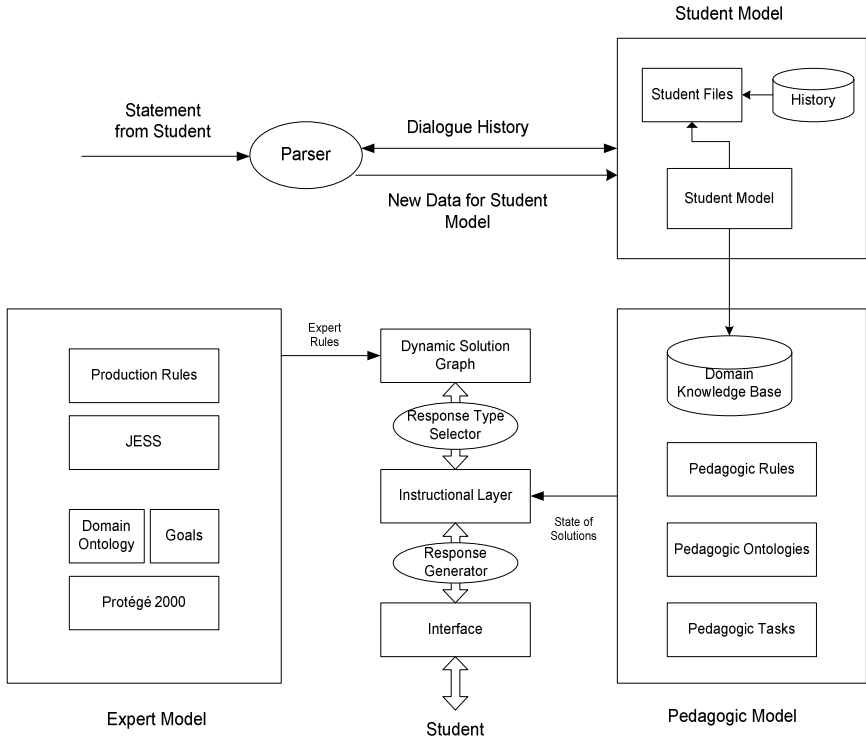 Student Model
Statement
from Student
Parser
Dialogue History
New Data for Student
Model
Student Files
History
Student Model
Expert
Rules
Production Rules
JESS
Domain
Ontology
Goals
Protégé 2000
Expert Model
Dynamic Solution
Graph
Response Type
Selector
Instructional Layer
Response
Generator
Interface
Student
State of
Solutions
Domain
Knowledge Base
Pedagogic Rules
Pedagogic Ontologies
Pedagogic Tasks
Pedagogic Model